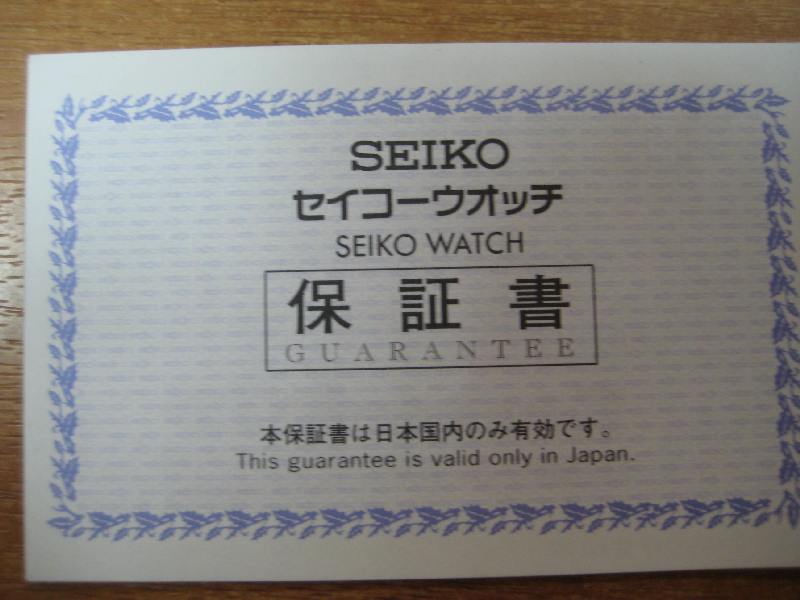 SEIKO
セイコーウオッチ
SEIKO WATCH
保証書
GUARANTEE
本保証書は日本国内のみ有効です。
This guarantee is valid only in Japan.